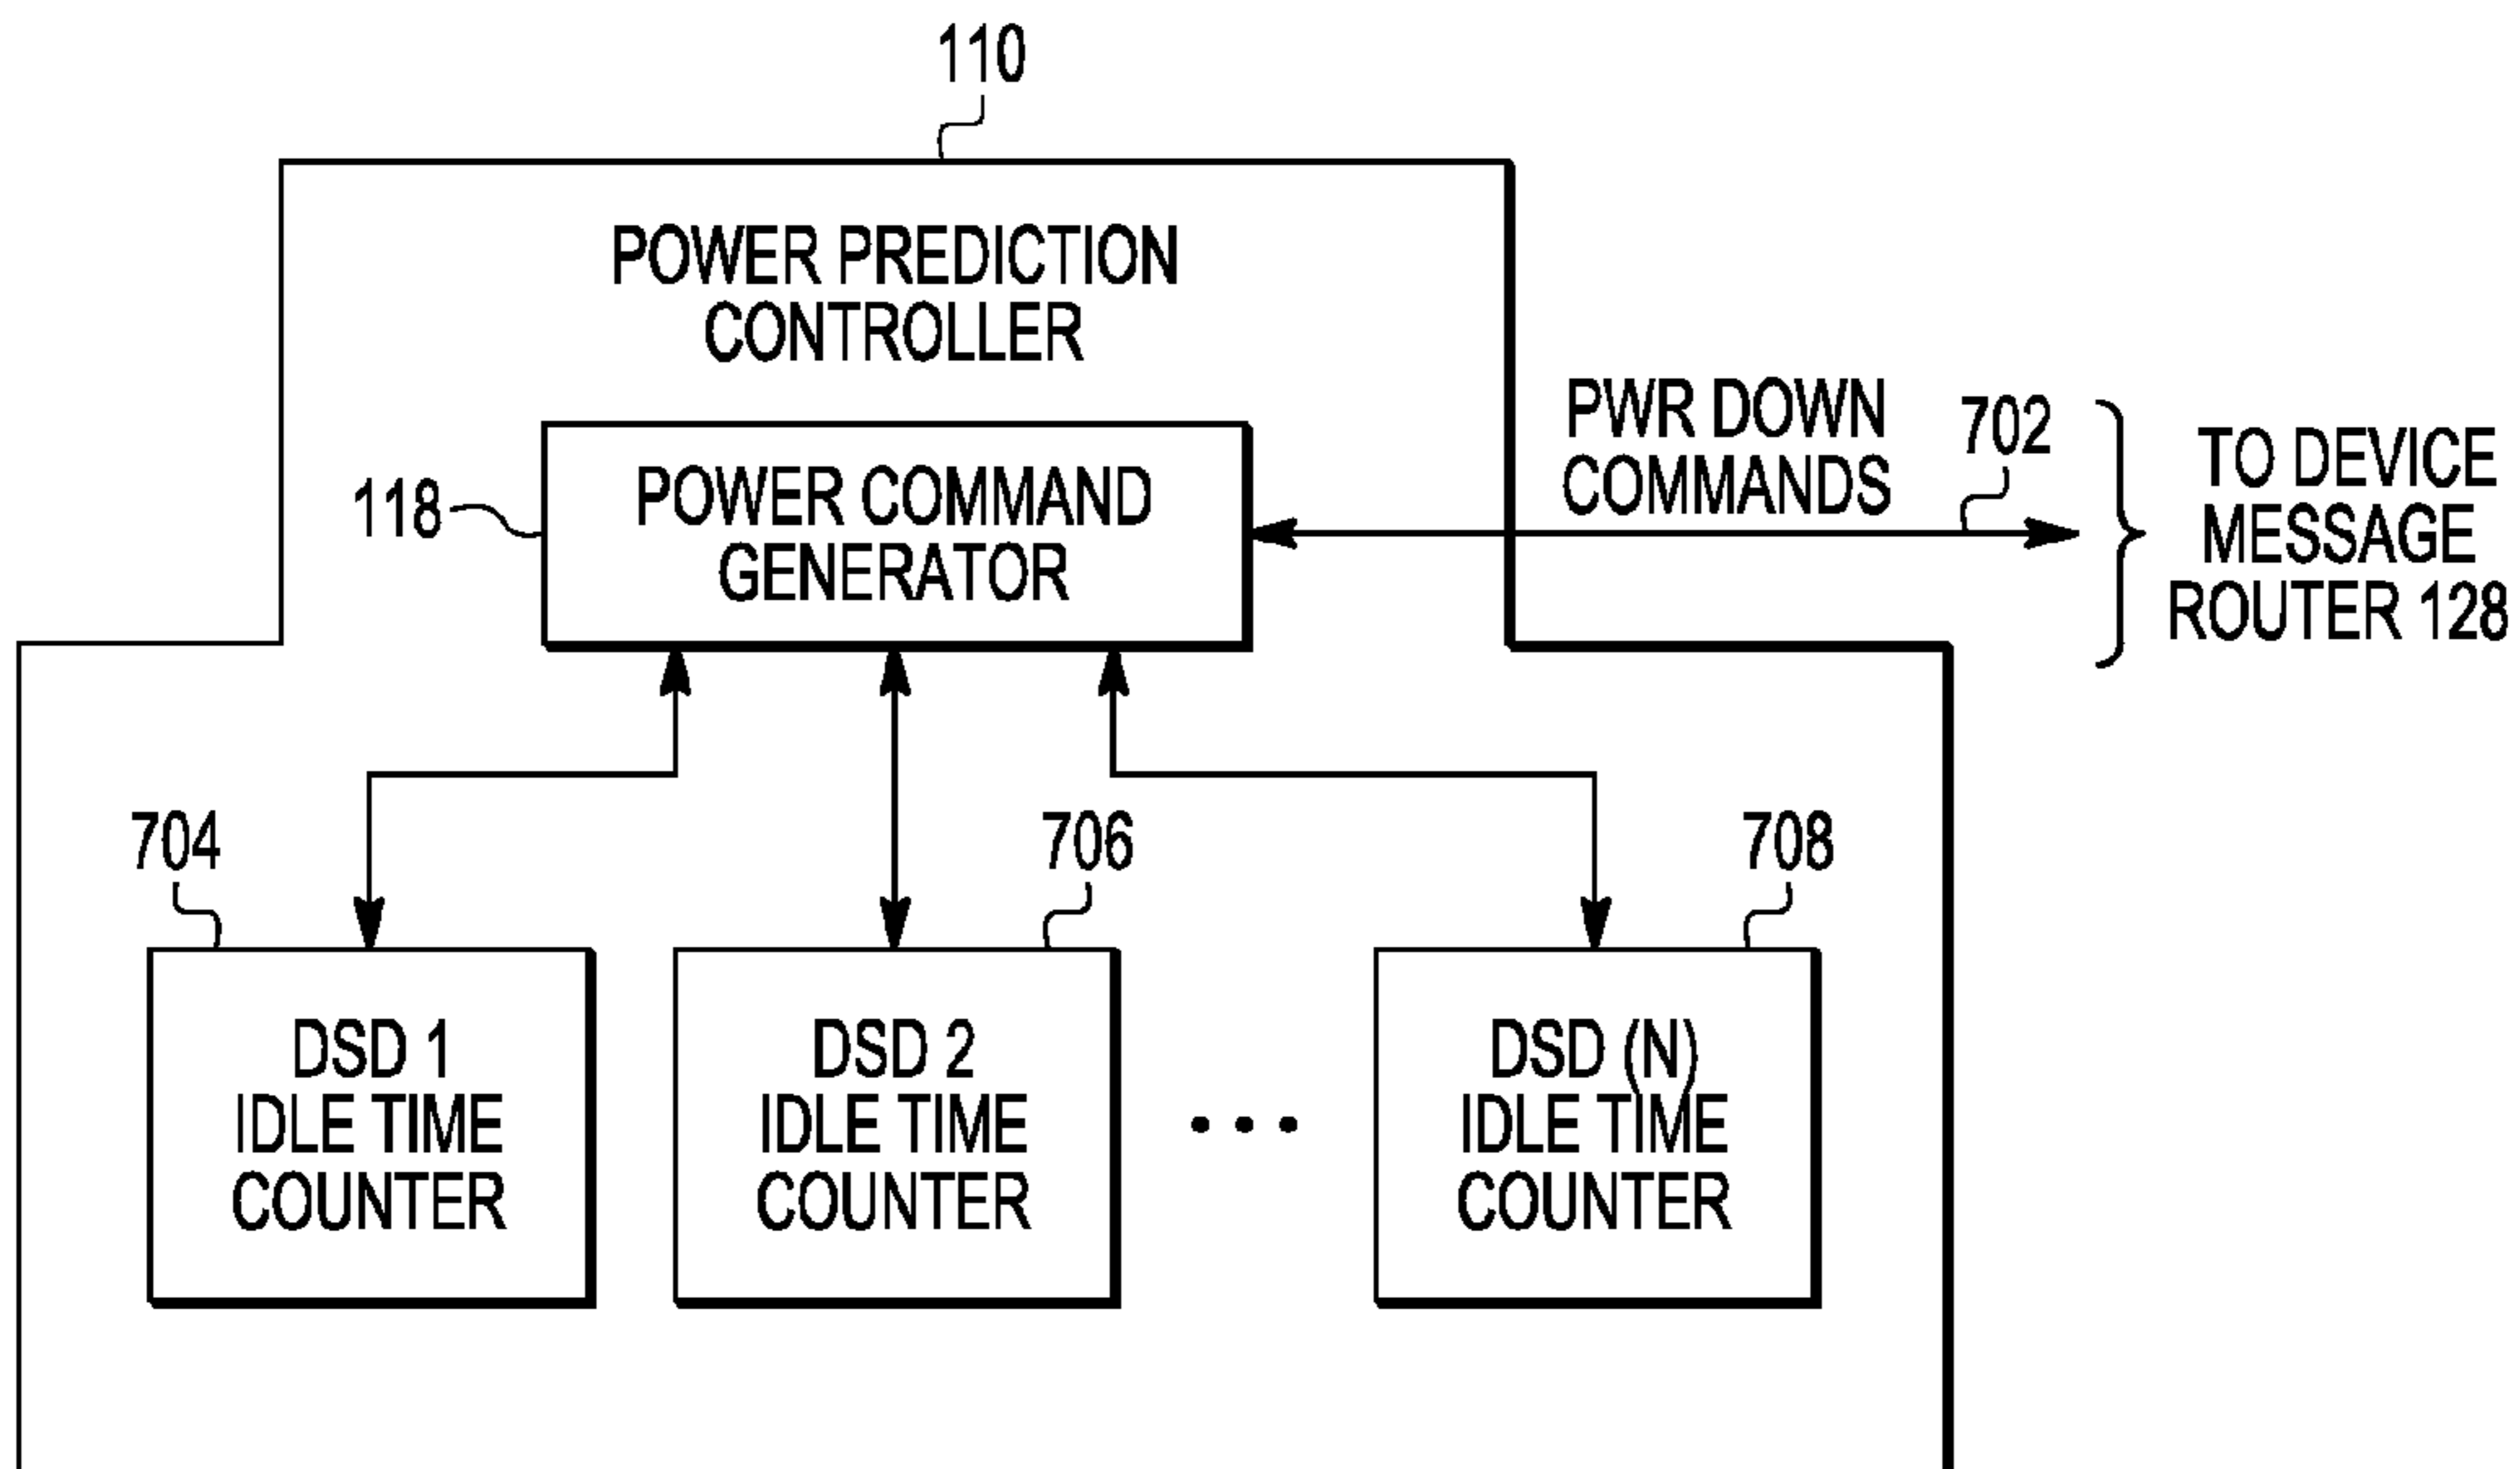 110
POWER PREDICTION
CONTROLLER
PWR DOWN
COMMANDS
702
TO DEVICE
MESSAGE
ROUTER 128
118
POWER COMMAND
GENERATOR
704
706
708
DSD 1
IDLE TIME
COUNTER
DSD 2
IDLE TIME
COUNTER
• • •
DSD (N)
IDLE TIME
COUNTER